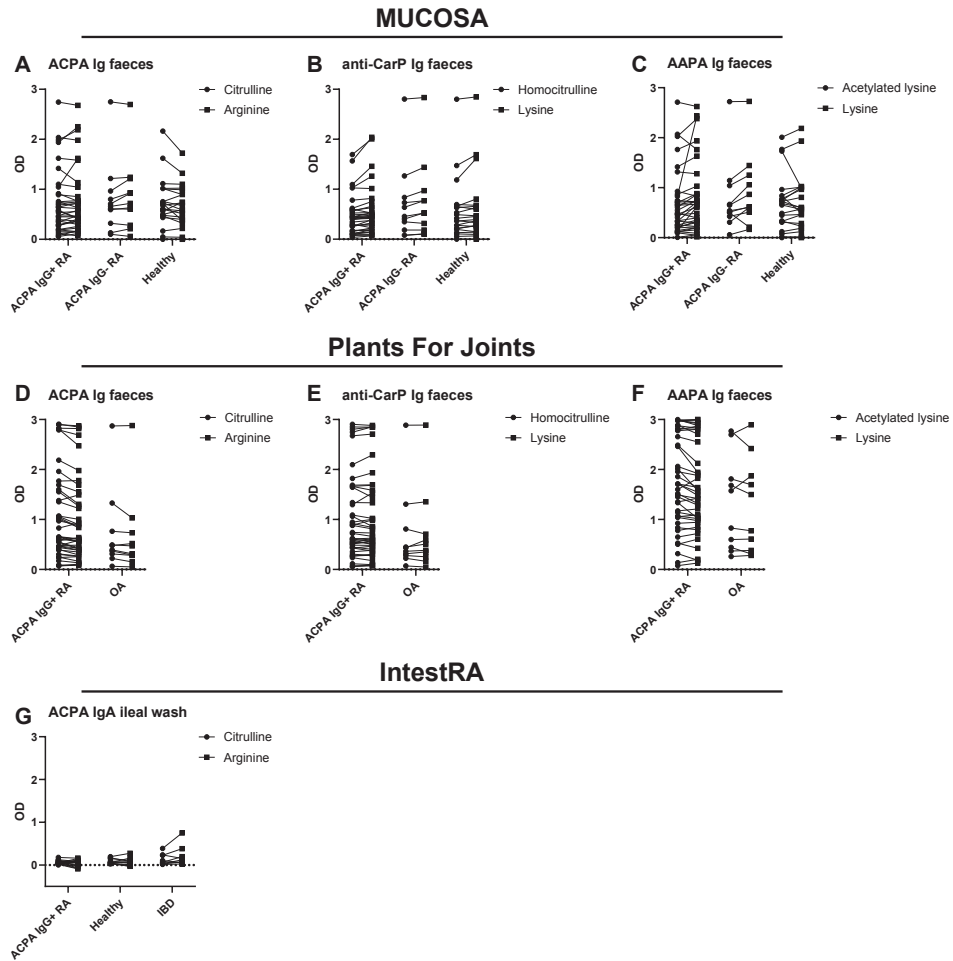 MUCOSA
A ACPA Ig faeces
Citrulline
Arginine
3
2
1
0
OD
ACPA IgG+ RA
ACPA IgG- RA
Healthy
B anti-CarP Ig faeces
Homocitrulline
Lysine
3
2
1
0
OD
ACPA IgG+ RA
ACPA IgG- RA
Healthy
C AAPA Ig faeces
Acetylated lysine
Lysine
3
2
1
0
OD
ACPA IgG+ RA
ACPA IgG- RA
Healthy
Plants For Joints
D ACPA Ig faeces
Citrulline
Arginine
3
2
1
0
OD
ACPA IgG+ RA
OA
E anti-CarP Ig faeces
Homocitrulline
Lysine
3
2
1
0
OD
ACPA IgG+ RA
OA
F AAPA Ig faeces
Acetylated lysine
Lysine
3
2
1
0
OD
ACPA IgG+ RA
OA
IntestRA
G ACPA IgA ileal wash
Citrulline
Arginine
3
2
1
0
OD
ACPA IgG+ RA
Healthy
IBD